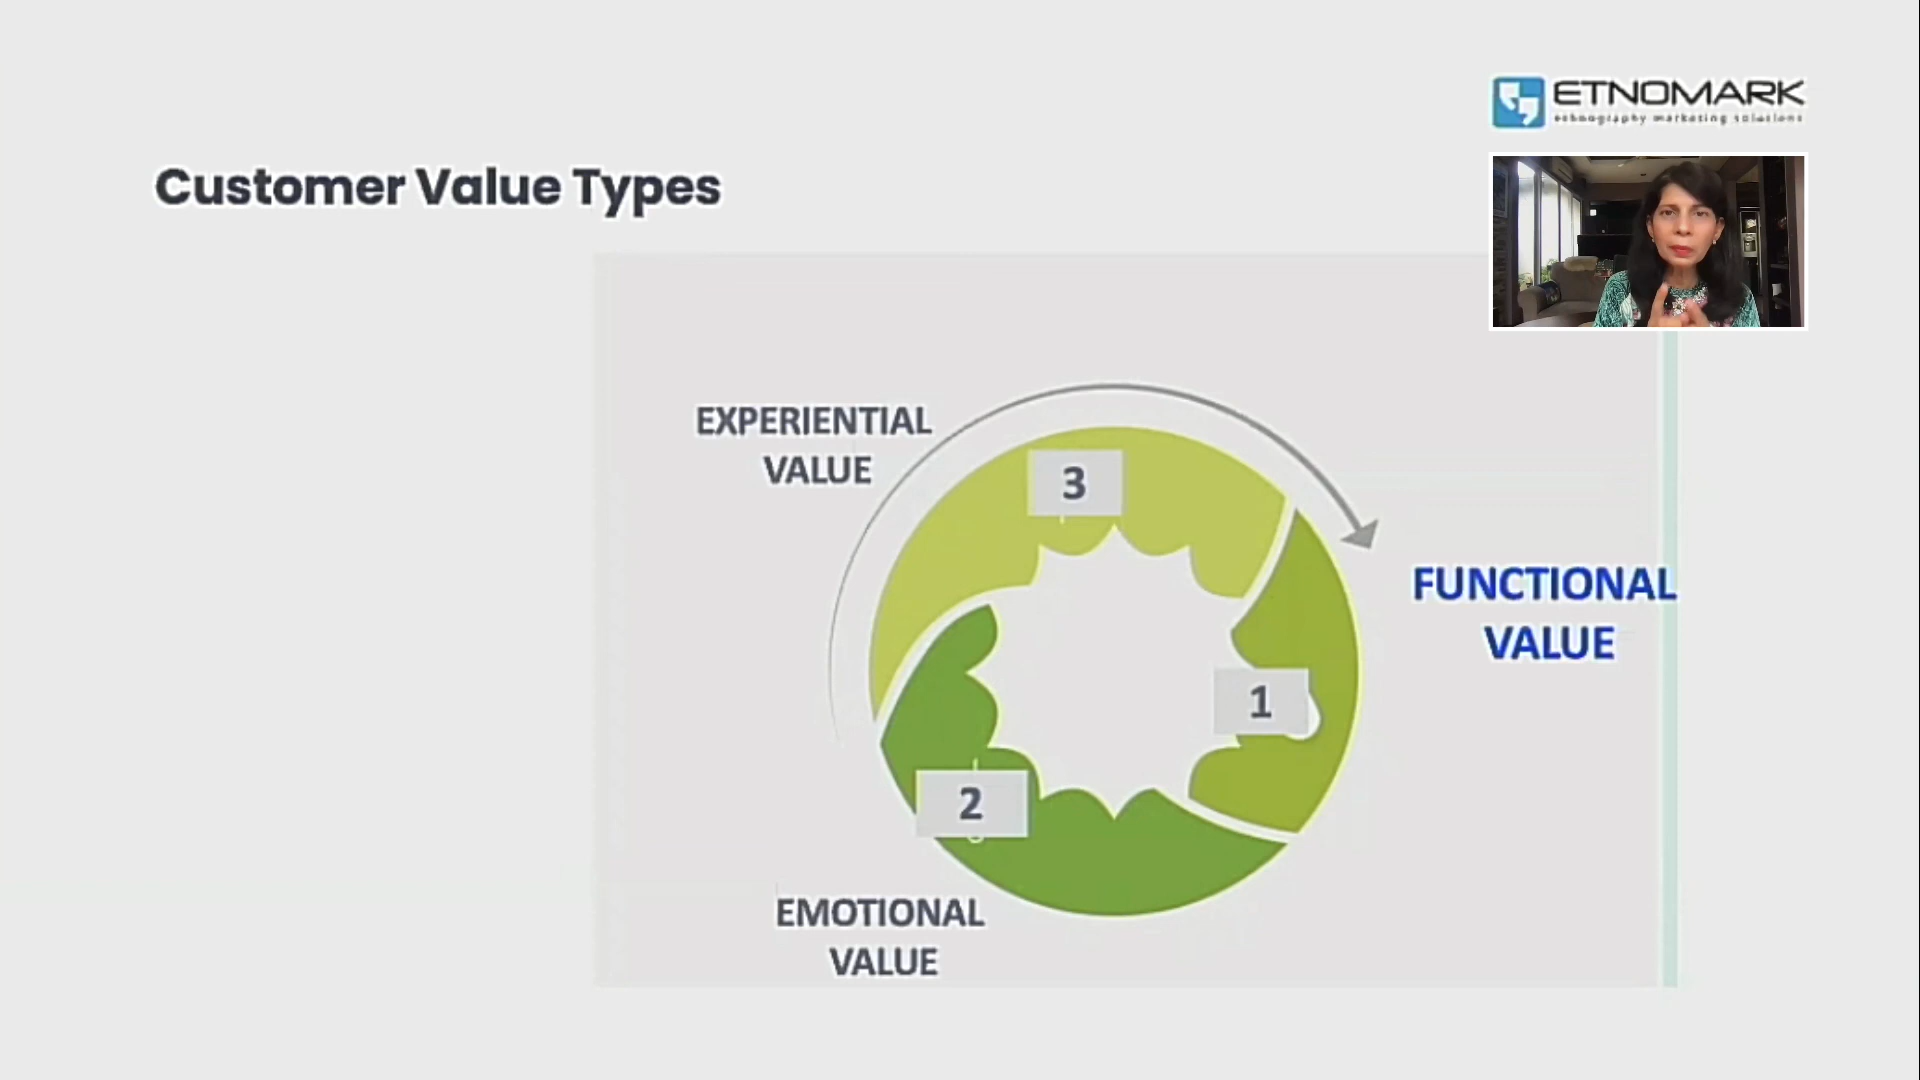 ETNOMARK
ethnography marketing solutions
Customer Value Types
EXPERIENTIAL
VALUE
3
FUNCTIONAL
VALUE
1
2
EMOTIONAL
VALUE